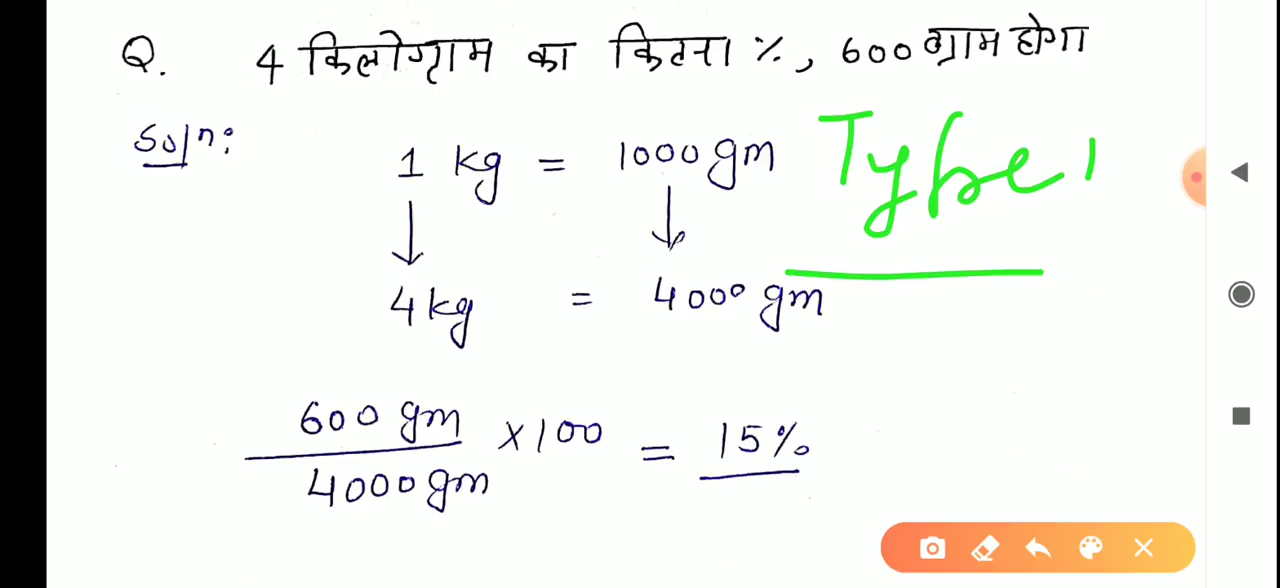 Q. 4 किलोग्राम का कितना %, 600 ग्राम होगा
Soln:
1 kg = 1000 gm
Type 1
4 kg = 4000 gm
600 gm
4000 gm
× 100 = 15%